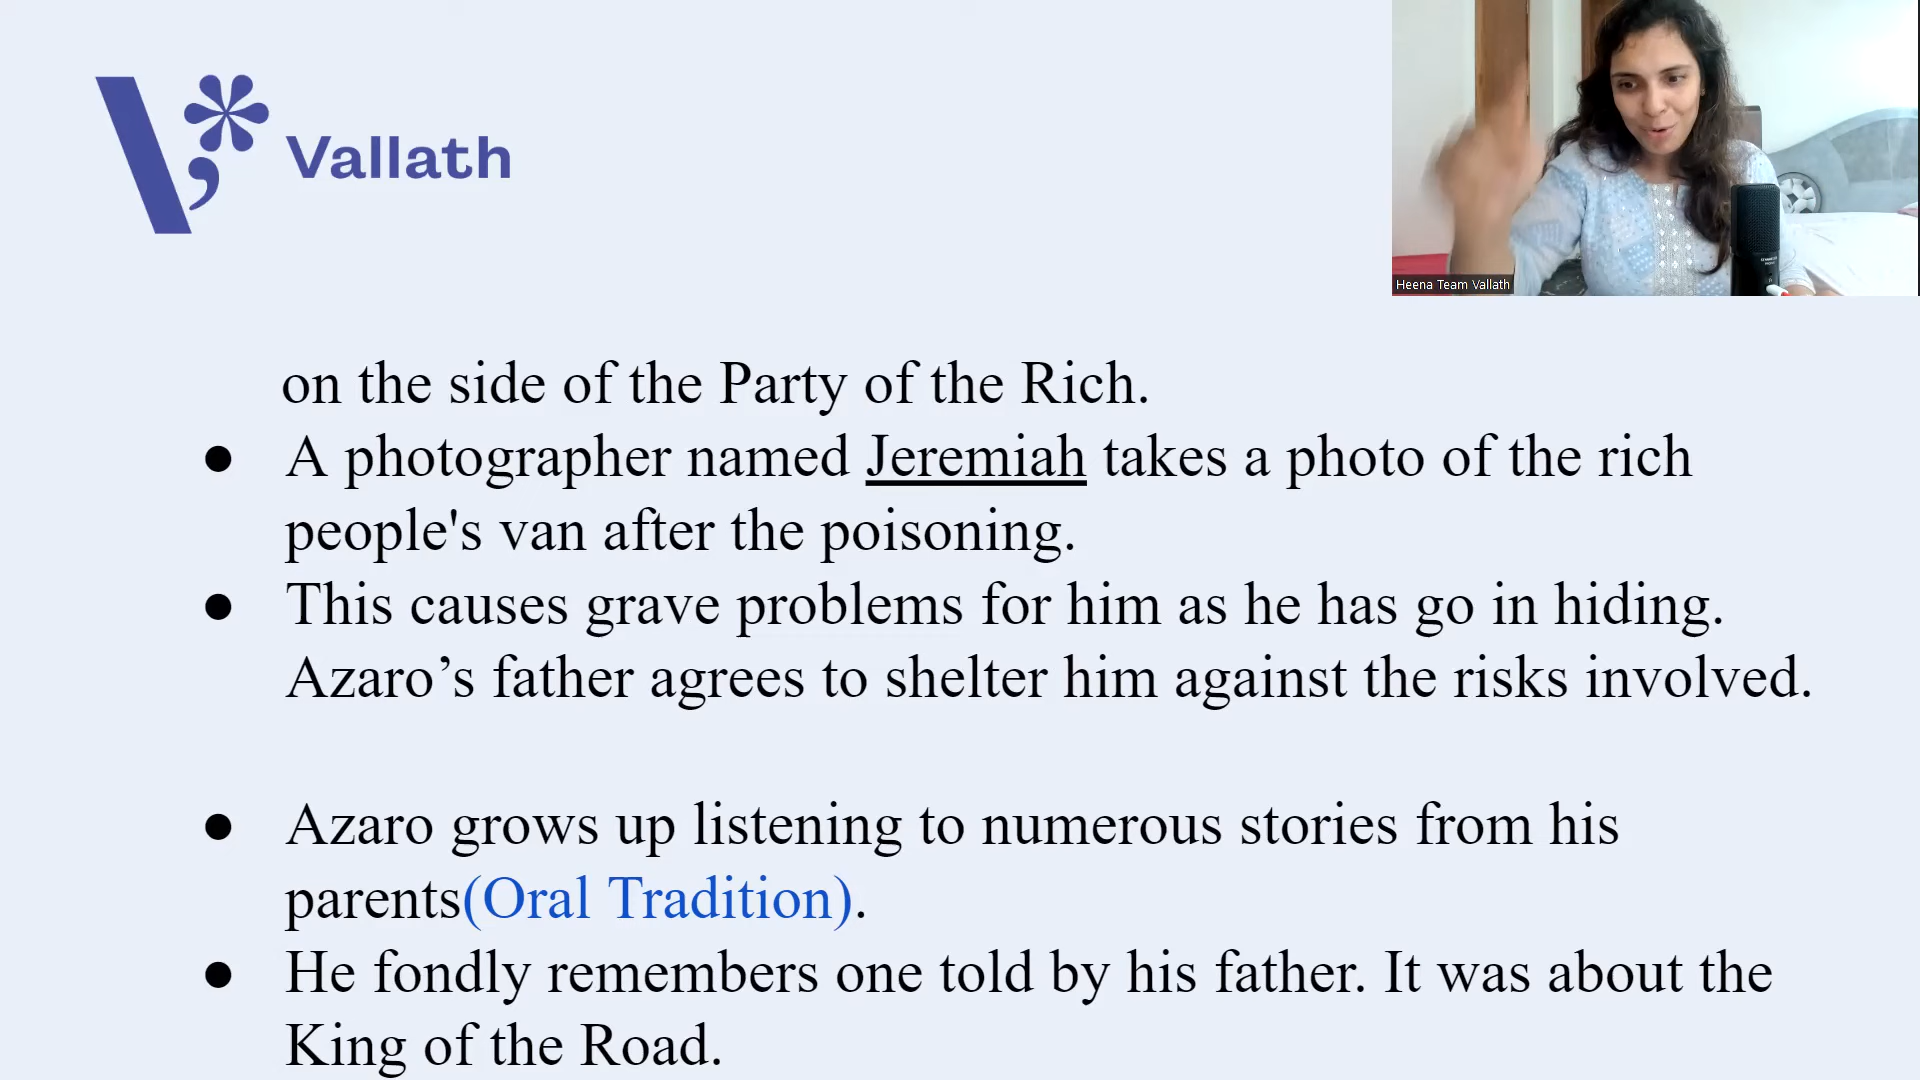 Vallath
Heena Team Vallath
on the side of the Party of the Rich.
● A photographer named Jeremiah takes a photo of the rich
people's van after the poisoning.
● This causes grave problems for him as he has go in hiding.
Azaro’s father agrees to shelter him against the risks involved.
● Azaro grows up listening to numerous stories from his
parents(Oral Tradition).
● He fondly remembers one told by his father. It was about the
King of the Road.